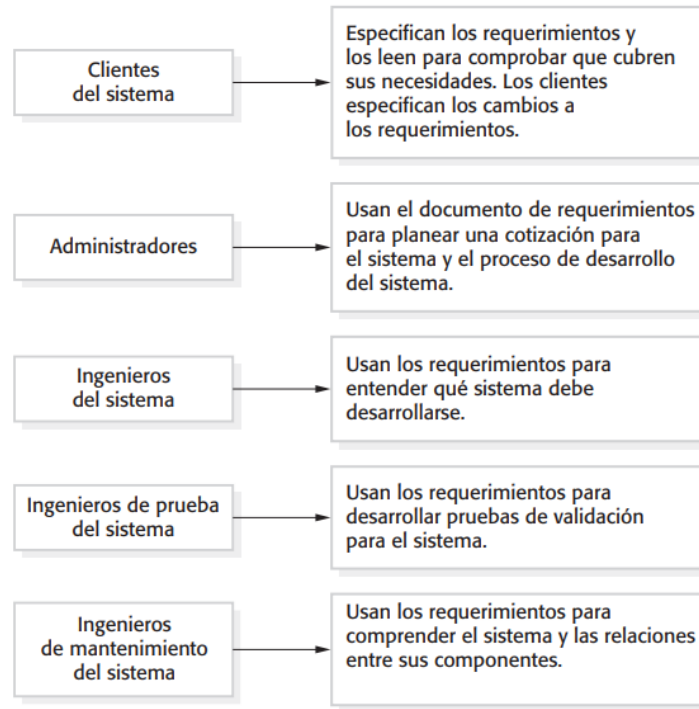 Clientes
del sistema
Especifican los requerimientos y
los leen para comprobar que cubren
sus necesidades. Los clientes
especifican los cambios a
los requerimientos.
Administradores
Usan el documento de requerimientos
para planear una cotización para
el sistema y el proceso de desarrollo
del sistema.
Ingenieros
del sistema
Usan los requerimientos para
entender qué sistema debe
desarrollarse.
Ingenieros de prueba
del sistema
Usan los requerimientos para
desarrollar pruebas de validación
para el sistema.
Ingenieros
de mantenimiento
del sistema
Usan los requerimientos para
comprender el sistema y las relaciones
entre sus componentes.